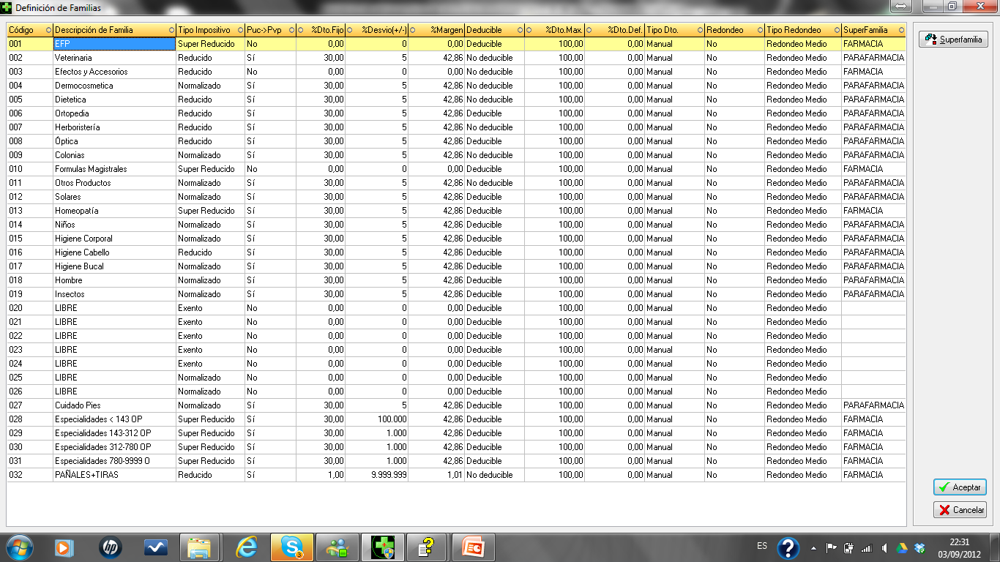 Definición de Familias
Código Descripción de Familia Tipo Impositivo Puc->Pvp %Dto.Fijo %Desvio(+/-) %Margen Deducible %Dto.Max. %Dto.Def. Tipo Dto. Redondeo Tipo Redondeo SuperFamilia
001 EFP Super Reducido No 0,00 0 0,00 Deducible 100,00 0,00 Manual No Redondeo Medio FARMACIA
002 Veterinaria Reducido Sí 30,00 5 42,86 No deducible 100,00 0,00 Manual No Redondeo Medio PARAFARMACIA
003 Efectos y Accesorios Reducido No 0,00 0 0,00 No deducible 100,00 0,00 Manual No Redondeo Medio FARMACIA
004 Dermocosmetica Normalizado Sí 30,00 5 42,86 No deducible 100,00 0,00 Manual No Redondeo Medio PARAFARMACIA
005 Dietetica Reducido Sí 30,00 5 42,86 No deducible 100,00 0,00 Manual No Redondeo Medio PARAFARMACIA
006 Ortopedia Reducido Sí 30,00 5 42,86 Deducible 100,00 0,00 Manual No Redondeo Medio PARAFARMACIA
007 Herboristería Reducido Sí 30,00 5 42,86 No deducible 100,00 0,00 Manual No Redondeo Medio PARAFARMACIA
008 Óptica Reducido Sí 30,00 5 42,86 Deducible 100,00 0,00 Manual No Redondeo Medio PARAFARMACIA
009 Colonias Normalizado Sí 30,00 5 42,86 No deducible 100,00 0,00 Manual No Redondeo Medio PARAFARMACIA
010 Formulas Magistrales Super Reducido No 0,00 0 0,00 Deducible 100,00 0,00 Manual No Redondeo Medio FARMACIA
011 Otros Productos Normalizado Sí 30,00 5 42,86 No deducible 100,00 0,00 Manual No Redondeo Medio PARAFARMACIA
012 Solares Normalizado Sí 30,00 5 42,86 Deducible 100,00 0,00 Manual No Redondeo Medio PARAFARMACIA
013 Homeopatía Super Reducido Sí 30,00 5 42,86 Deducible 100,00 0,00 Manual No Redondeo Medio FARMACIA
014 Niños Normalizado Sí 30,00 5 42,86 Deducible 100,00 0,00 Manual No Redondeo Medio PARAFARMACIA
015 Higiene Corporal Normalizado Sí 30,00 5 42,86 Deducible 100,00 0,00 Manual No Redondeo Medio PARAFARMACIA
016 Higiene Cabello Reducido Sí 30,00 5 42,86 Deducible 100,00 0,00 Manual No Redondeo Medio PARAFARMACIA
017 Higiene Bucal Normalizado Sí 30,00 5 42,86 Deducible 100,00 0,00 Manual No Redondeo Medio PARAFARMACIA
018 Hombre Normalizado Sí 30,00 5 42,86 Deducible 100,00 0,00 Manual No Redondeo Medio PARAFARMACIA
019 Insectos Normalizado Sí 30,00 5 42,86 Deducible 100,00 0,00 Manual No Redondeo Medio PARAFARMACIA
020 LIBRE Exento No 0,00 0 0,00 Deducible 100,00 0,00 Manual No Redondeo Medio
021 LIBRE Exento No 0,00 0 0,00 Deducible 100,00 0,00 Manual No Redondeo Medio
022 LIBRE Exento No 0,00 0 0,00 Deducible 100,00 0,00 Manual No Redondeo Medio
023 LIBRE Exento No 0,00 0 0,00 Deducible 100,00 0,00 Manual No Redondeo Medio
024 LIBRE Exento No 0,00 0 0,00 Deducible 100,00 0,00 Manual No Redondeo Medio
025 LIBRE Normalizado No 0,00 0 0,00 Deducible 100,00 0,00 Manual No Redondeo Medio
026 LIBRE Normalizado No 0,00 0 0,00 Deducible 100,00 0,00 Manual No Redondeo Medio
027 Cuidado Pies Normalizado Sí 30,00 5 42,86 Deducible 100,00 0,00 Manual No Redondeo Medio PARAFARMACIA
028 Especialidades < 143 OP Super Reducido Sí 30,00 100.000 42,86 Deducible 100,00 0,00 Manual No Redondeo Medio FARMACIA
029 Especialidades 143-312 OP Super Reducido Sí 30,00 1.000 42,86 Deducible 100,00 0,00 Manual No Redondeo Medio FARMACIA
030 Especialidades 312-780 OP Super Reducido Sí 30,00 1.000 42,86 Deducible 100,00 0,00 Manual No Redondeo Medio FARMACIA
031 Especialidades 780-9999 O Super Reducido Sí 30,00 1.000 42,86 Deducible 100,00 0,00 Manual No Redondeo Medio FARMACIA
032 PAÑALES+TIRAS Reducido Sí 1,00 9.999.999 1,01 No deducible 100,00 0,00 Manual No Redondeo Medio FARMACIA
Superfamilia
Aceptar
Cancelar
hp
S
3
ES
22:31
03/09/2012